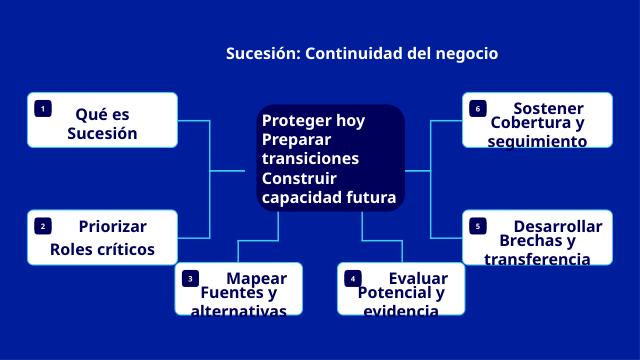 Sucesión: Continuidad del negocio
1
Qué es
Sucesión
2
Priorizar
Roles críticos
3
Mapear
Fuentes y
alternativas
Proteger hoy
Preparar
transiciones
Construir
capacidad futura
4
Evaluar
Potencial y
evidencia
5
Desarrollar
Brechas y
transferencia
6
Sostener
Cobertura y
seguimiento